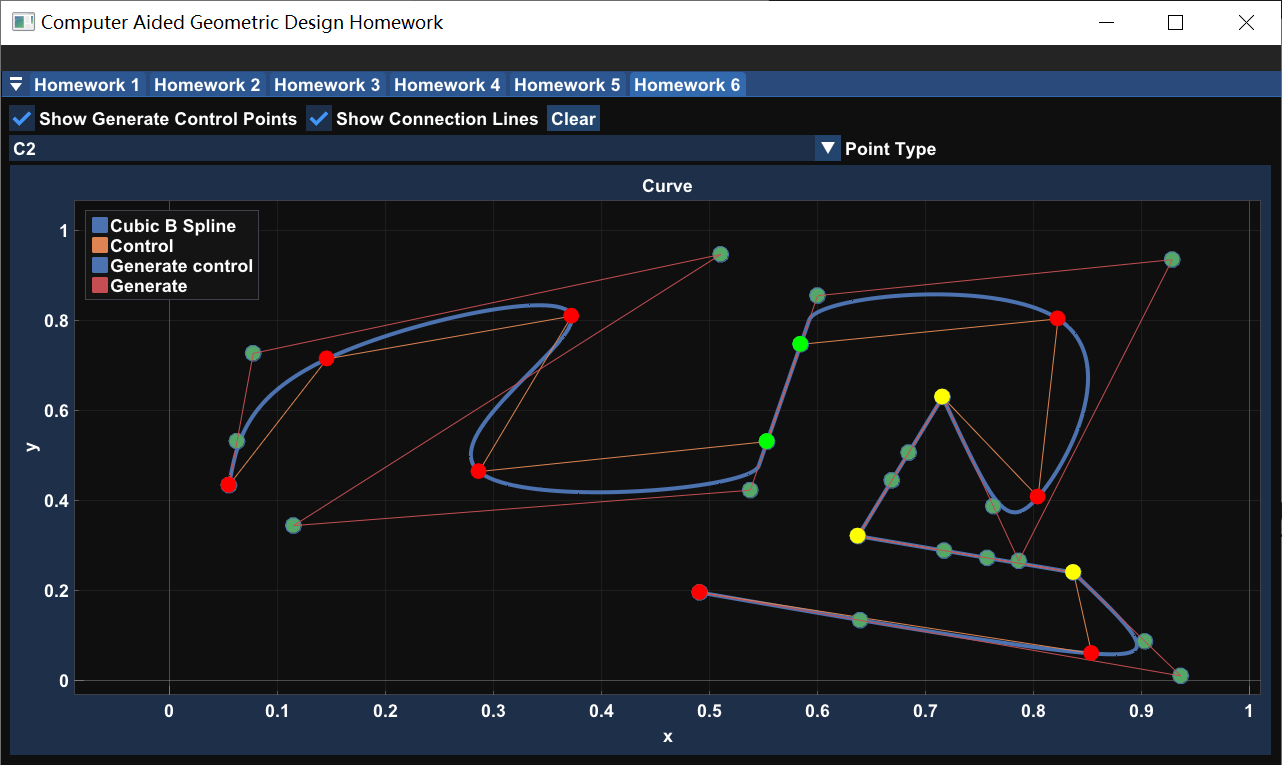 Computer Aided Geometric Design Homework
Homework 1 Homework 2 Homework 3 Homework 4 Homework 5 Homework 6
Show Generate Control Points Show Connection Lines Clear
C2 Point Type
Curve
Cubic B Spline
Control
Generate control
Generate
1
0.8
0.6
0.4
0.2
0
y
0 0.1 0.2 0.3 0.4 0.5 0.6 0.7 0.8 0.9 1
x